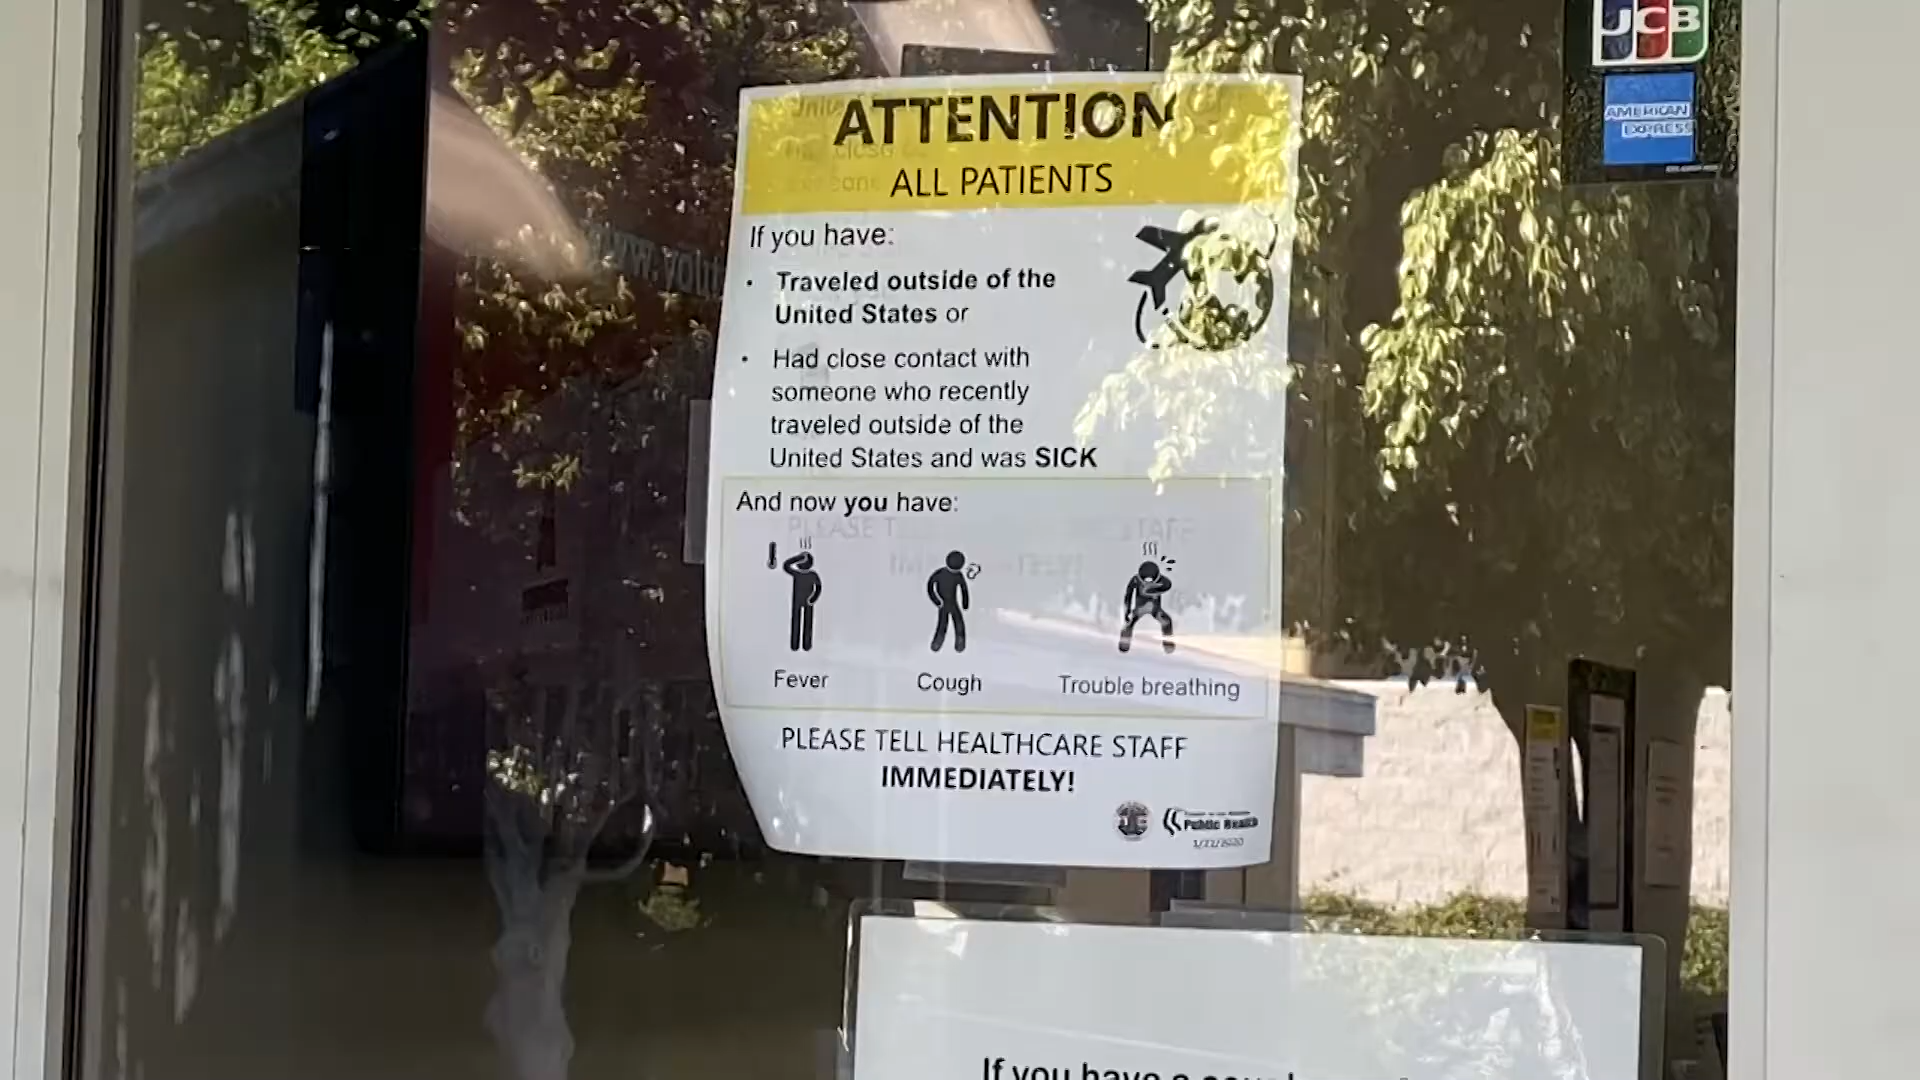 JCB
AMERICAN
EXPRESS
ATTENTION
ALL PATIENTS
If you have:
• Traveled outside of the
United States or
• Had close contact with
someone who recently
traveled outside of the
United States and was SICK
And now you have:
Fever Cough Trouble breathing
PLEASE TELL HEALTHCARE STAFF
IMMEDIATELY!
Public Health
If you have a